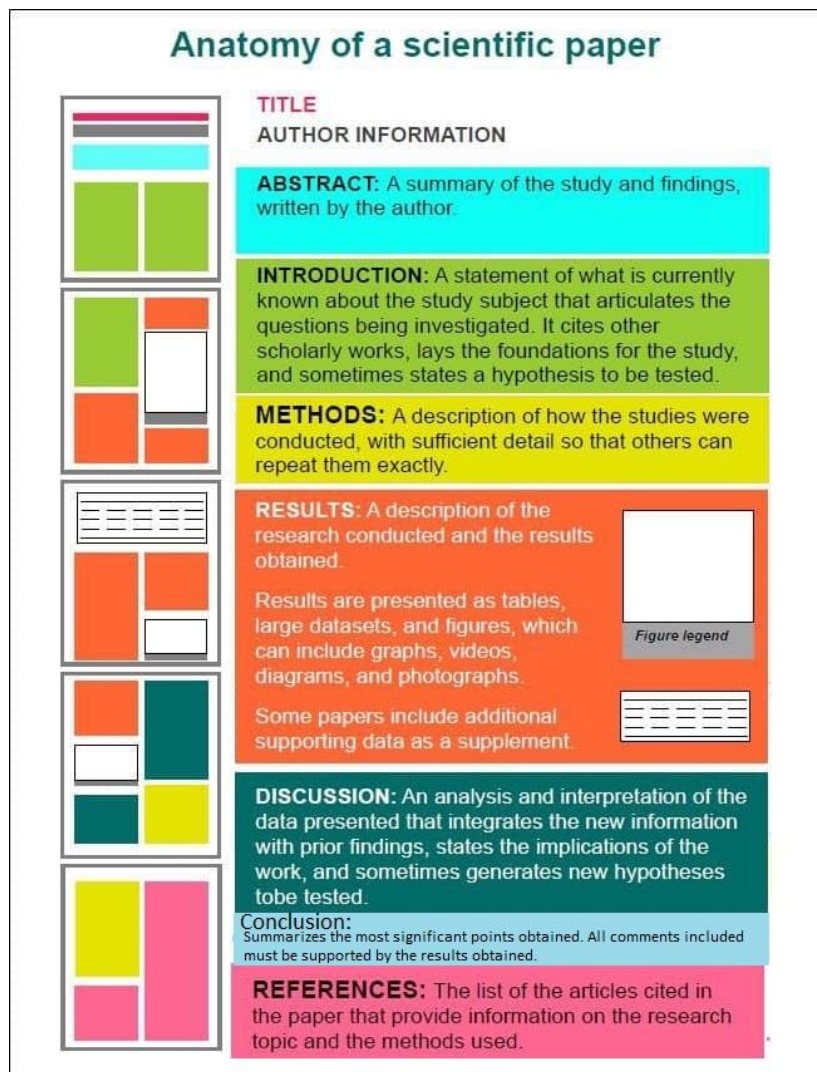 Anatomy of a scientific paper
TITLE
AUTHOR INFORMATION
ABSTRACT: A summary of the study and findings,
written by the author.
INTRODUCTION: A statement of what is currently
known about the study subject that articulates the
questions being investigated. It cites other
scholarly works, lays the foundations for the study,
and sometimes states a hypothesis to be tested.
METHODS: A description of how the studies were
conducted, with sufficient detail so that others can
repeat them exactly.
RESULTS: A description of the
research conducted and the results
obtained.
Results are presented as tables,
large datasets, and figures, which
can include graphs, videos,
diagrams, and photographs.
Some papers include additional
supporting data as a supplement.
Figure legend
DISCUSSION: An analysis and interpretation of the
data presented that integrates the new information
with prior findings, states the implications of the
work, and sometimes generates new hypotheses
tobe tested.
Conclusion:
Summarizes the most significant points obtained. All comments included
must be supported by the results obtained.
REFERENCES: The list of the articles cited in
the paper that provide information on the research
topic and the methods used.